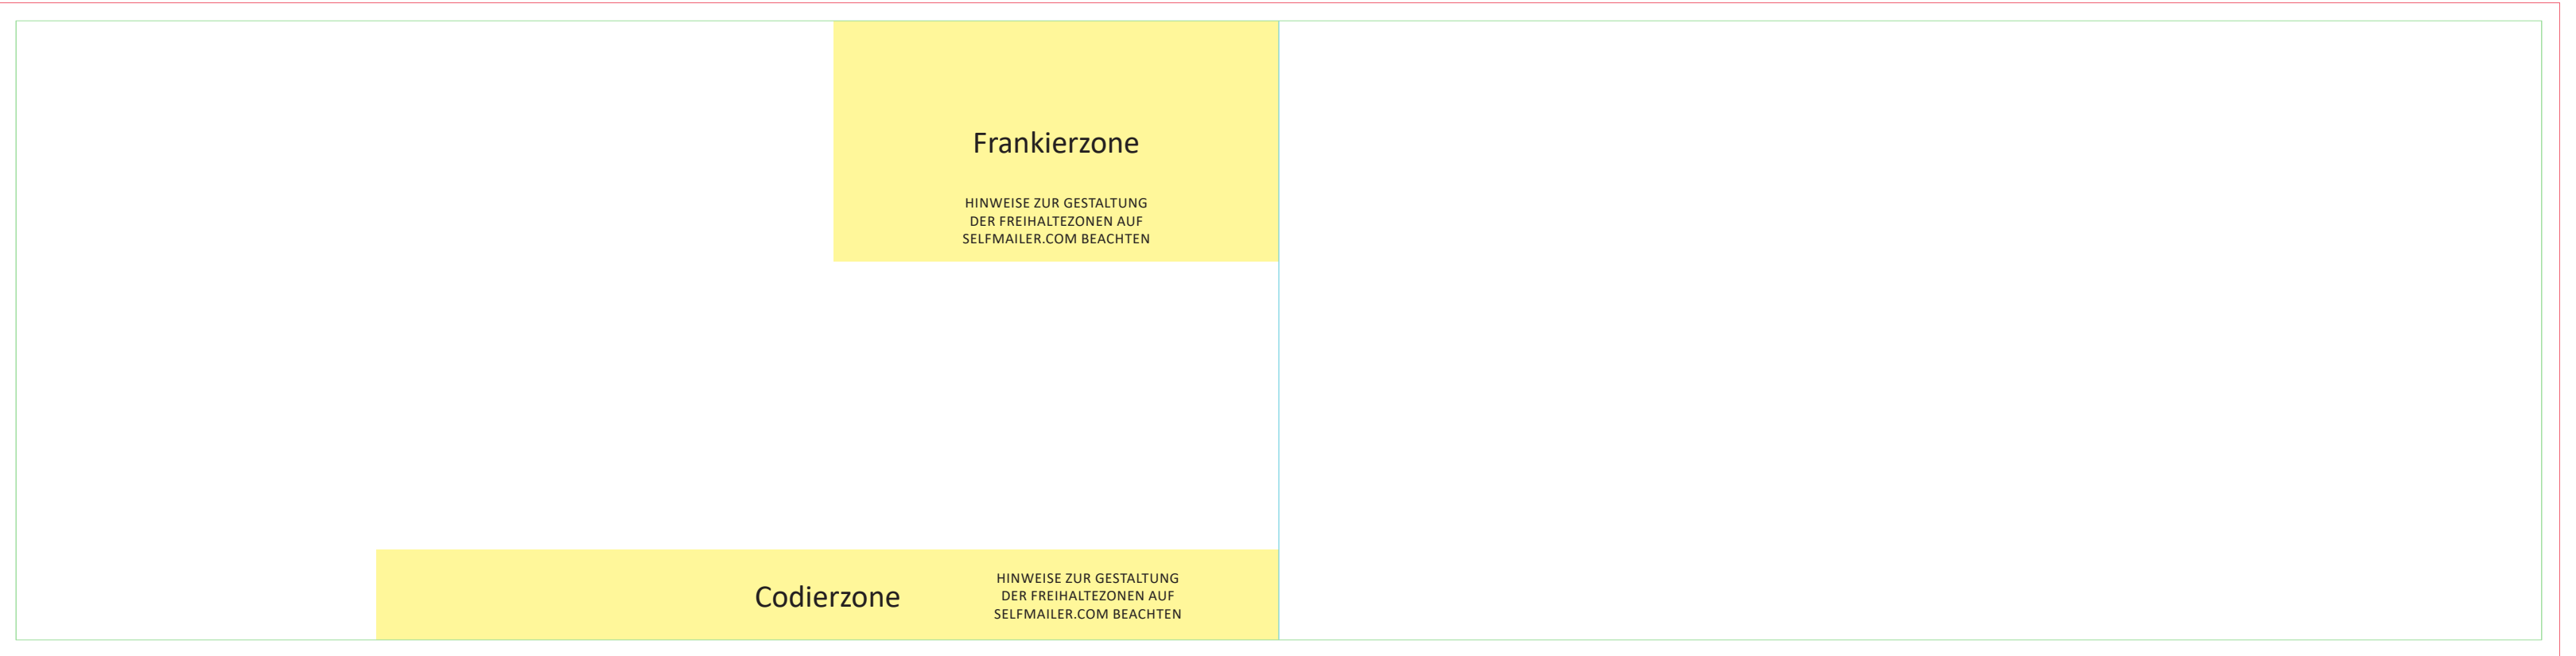 Frankierzone
HINWEISE ZUR GESTALTUNG
DER FREIHALTEZONEN AUF
SELFMAILER.COM BEACHTEN
Codierzone
HINWEISE ZUR GESTALTUNG
DER FREIHALTEZONEN AUF
SELFMAILER.COM BEACHTEN